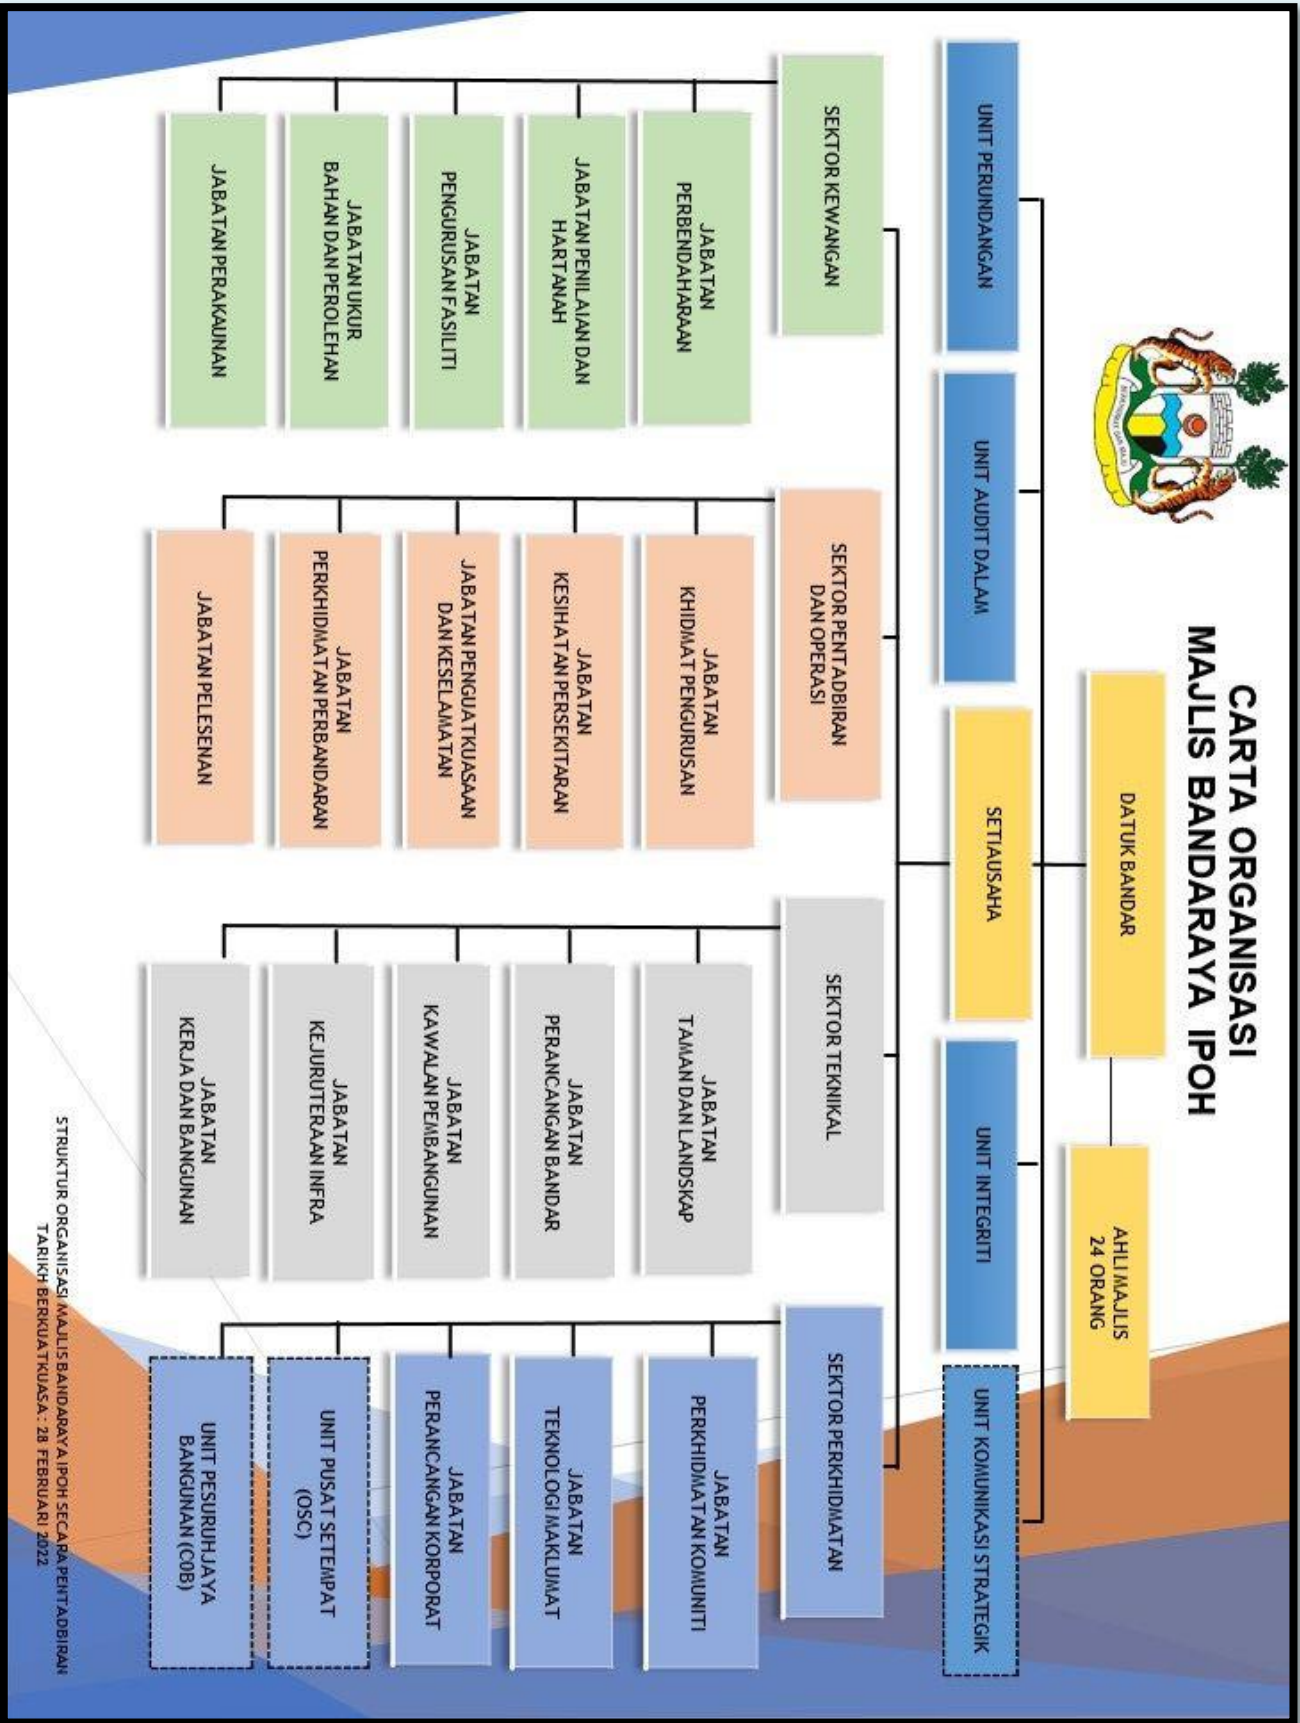 CARTA ORGANISASI
MAJLIS BANDARAYA IPOH
DATUK BANDAR
AHLI MAJLIS
24 ORANG
UNIT PERUNDANGAN
UNIT AUDIT DALAM
SETIAUSAHA
UNIT INTEGRITI
UNIT KOMUNIKASI STRATEGIK
SEKTOR KEWANGAN
JABATAN
PERBENDAHARAAN
JABATAN PENILAIAN DAN
HARTANAH
JABATAN
PENGURUSAN FASILITI
JABATAN UKUR
BAHAN DAN PEROLEHAN
JABATAN PERAKAUNAN
SEKTOR PENTADBIRAN
DAN OPERASI
JABATAN
KHIDMAT PENGURUSAN
JABATAN
KESIHATAN PERSEKITARAN
JABATAN PENGUATKUASAAN
DAN KESELAMATAN
JABATAN
PERKHIDMATAN PERBANDARAN
JABATAN PELESENAN
SEKTOR TEKNIKAL
JABATAN
TAMAN DAN LANDSKAP
JABATAN
PERANCANGAN BANDAR
JABATAN
KAWALAN PEMBANGUNAN
JABATAN
KEJURUTERAAN INFRA
JABATAN
KERJA DAN BANGUNAN
SEKTOR PERKHIDMATAN
JABATAN
PERKHIDMATAN KOMUNITI
JABATAN
TEKNOLOGI MAKLUMAT
JABATAN
PERANCANGAN KORPORAT
UNIT PUSAT SETEMPAT
(OSC)
UNIT PESURUHJAYA
BANGUNAN (COB)
STRUKTUR ORGANISASI MAJLIS BANDARAYA IPOH SECARA PENTADBIRAN
TARIKH BERKUATKUASA : 28 FEBRUARI 2022